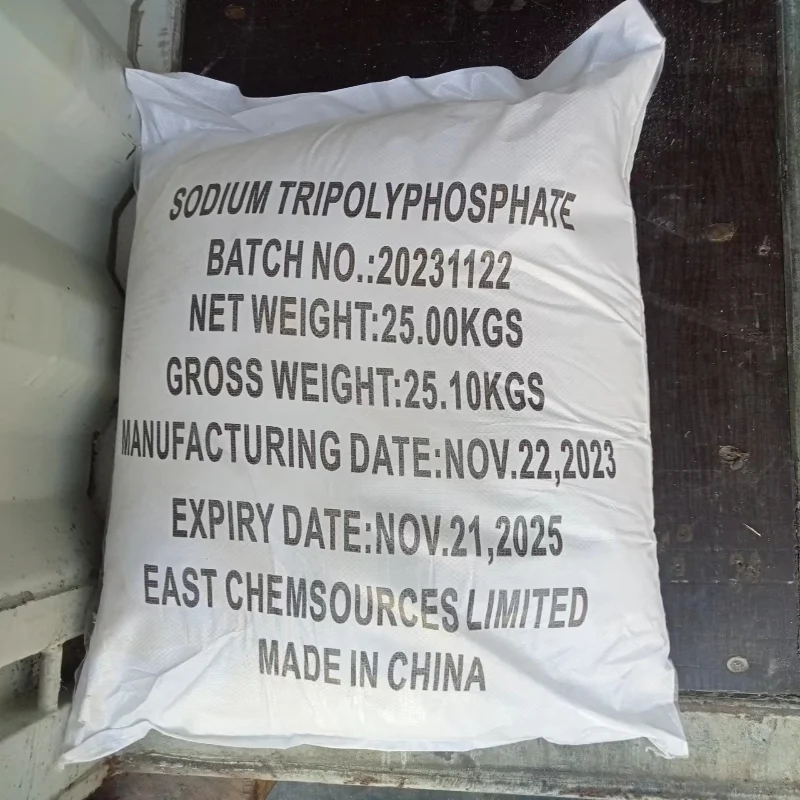 SODIUM TRIPOLYPHOSPHATE
BATCH NO.:20231122
NET WEIGHT:25.00KGS
GROSS WEIGHT:25.10KGS
MANUFACTURING DATE:NOV.22,2023
EXPIRY DATE:NOV.21,2025
EAST CHEMSOURCES LIMITED
MADE IN CHINA